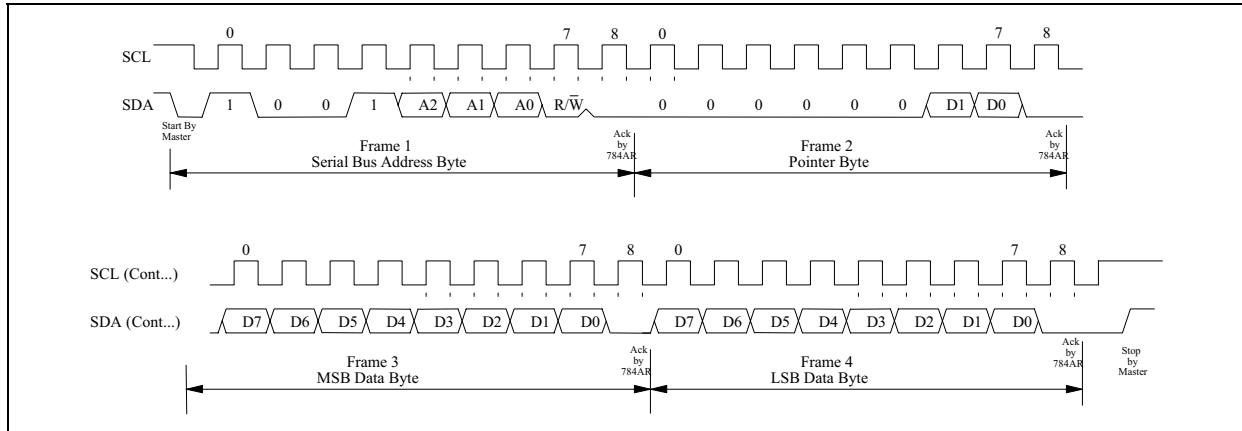 0 7 8 0 7 8
SCL
SDA 1 0 0 1 A2 A1 A0 R/W̅ 0 0 0 0 0 0 D1 D0
Start By
Master
Frame 1
Serial Bus Address Byte
Ack
by
784AR
Frame 2
Pointer Byte
Ack
by
784AR
0 7 8 0 7 8
SCL (Cont...)
SDA (Cont...) D7 D6 D5 D4 D3 D2 D1 D0 D7 D6 D5 D4 D3 D2 D1 D0
Frame 3
MSB Data Byte
Ack
by
784AR
Frame 4
LSB Data Byte
Ack
by
784AR
Stop
by
Master